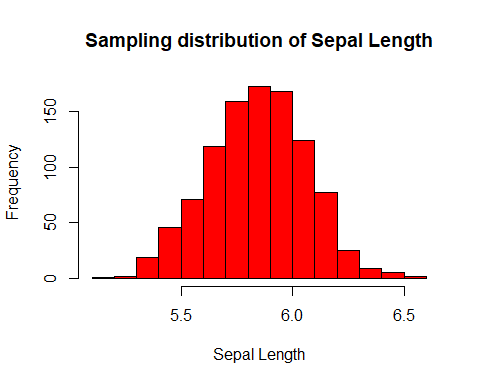 Sampling distribution of Sepal Length
Frequency
150
100
50
0
5.5 6.0 6.5
Sepal Length